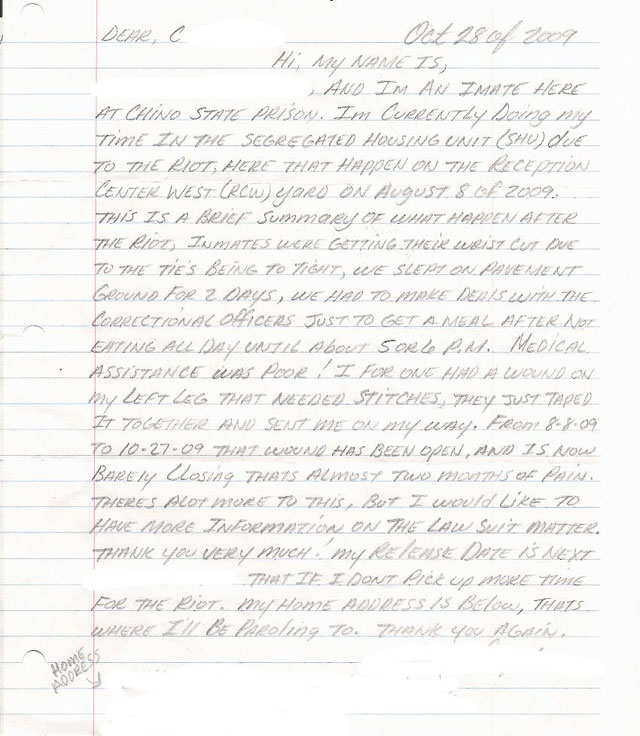 DEAR, C Oct 28 of 2009
Hi, MY NAME IS,
, AND IM AN IMATE HERE
AT CHINO STATE PRISON. IM CURRENTLY DOING MY
TIME IN THE SEGREGATED HOUSING UNIT (SHU) due
TO THE RIOT, HERE THAT HAPPEN ON THE RECEPTION
CENTER WEST (RCW) YARD ON AUGUST 8 of 2009.
THIS IS A BRIEF SUMMARY OF WHAT HAPPEN AFTER
THE RIOT, INMATES WERE GETTING THEIR WRIST CUT DUE
TO THE TIE'S BEING TO TIGHT, WE SLEPT ON PAVEMENT
GROUND FOR 2 DAYS, WE HAD TO MAKE DEALS WITH THE
CORRECTIONAL OFFICERS JUST TO GET A MEAL AFTER NOT
EATING ALL DAY UNTIL About 5 or 6 P.M. MEDICAL
ASSISTANCE WAS POOR! I FOR ONE HAD A WOUND ON
MY LEFT LEG THAT NEEDED STITCHES, THEY JUST TAPED
IT TOGETHER AND SENT ME ON MY WAY. FROM 8-8-09
TO 10-27-09 THAT WOUND HAS BEEN OPEN, AND IS NOW
BARELY CLOSING THATS ALMOST TWO MONTHS OF PAIN.
THERES ALOT MORE TO THIS, BUT I WOULD LIKE TO
HAVE MORE INFORMATION ON THE LAW SUIT MATTER.
THANK YOU VERY MUCH! MY RELEASE DATE IS NEXT
THAT IF I DONT PICK UP MORE TIME
FOR THE RIOT. MY HOME ADDRESS IS BELOW, THATS
WHERE I'LL BE PAROLING TO. THANK YOU AGAIN.
HOME
ADDRESS